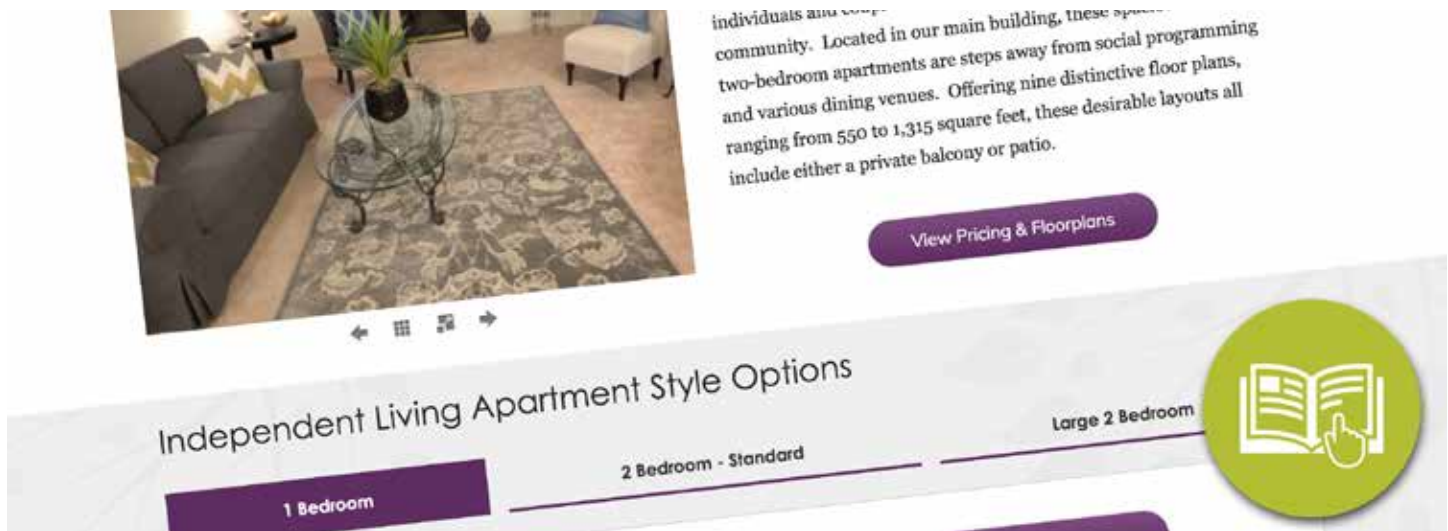 individuals and
community. Located in our main building, these
two-bedroom apartments are steps away from social programming
and various dining venues. Offering nine distinctive floor plans,
ranging from 550 to 1,315 square feet, these desirable layouts all
include either a private balcony or patio.
View Pricing & Floorplans
Independent Living Apartment Style Options
1 Bedroom
2 Bedroom - Standard
Large 2 Bedroom